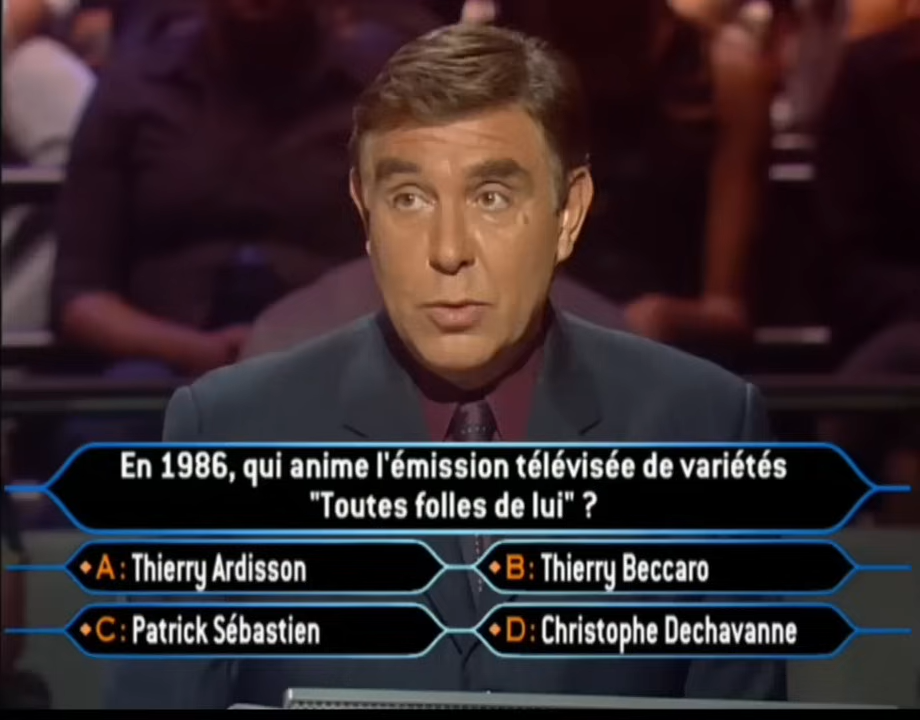 En 1986, qui anime l'émission télévisée de variétés
"Toutes folles de lui" ?
A: Thierry Ardisson
B: Thierry Beccaro
C: Patrick Sébastien
D: Christophe Dechavanne